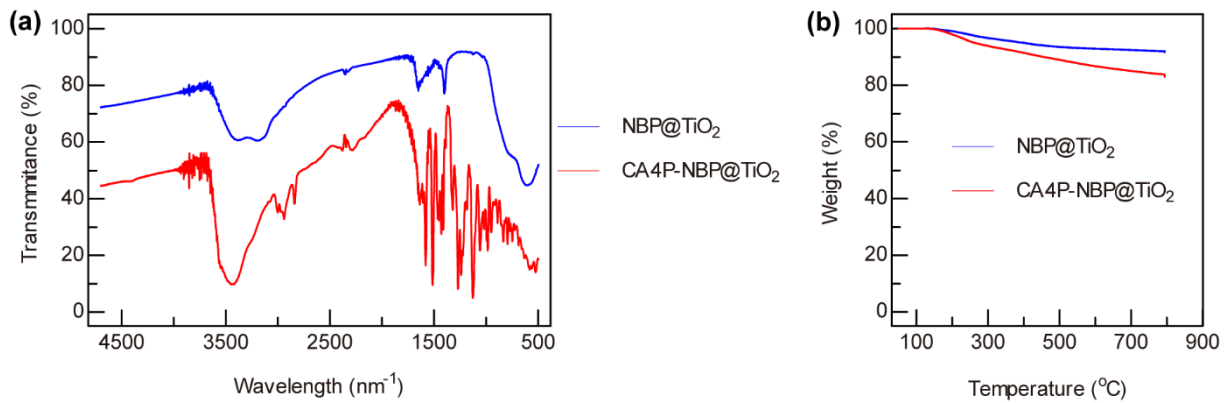 (a)
100
80
60
40
20
0
Transmmitance (%)
4500
3500
2500
1500
500
Wavelength (nm⁻¹)
NBP@TiO₂
CA4P-NBP@TiO₂
(b)
100
80
60
40
20
0
Weight (%)
NBP@TiO₂
CA4P-NBP@TiO₂
100
300
500
700
900
Temperature (°C)